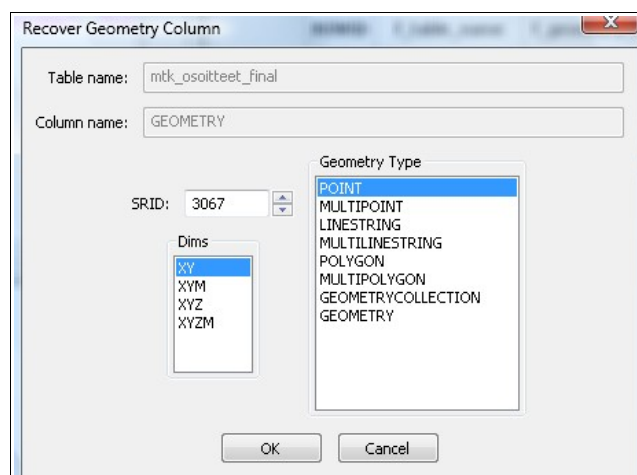 Recover Geometry Column
Table name: mtk_osoitteet_final
Column name: GEOMETRY
Geometry Type
SRID: 3067
POINT
MULTIPOINT
LINESTRING
MULTILINESTRING
POLYGON
MULTIPOLYGON
GEOMETRYCOLLECTION
GEOMETRY
Dims
XY
XYM
XYZ
XYZM
OK Cancel